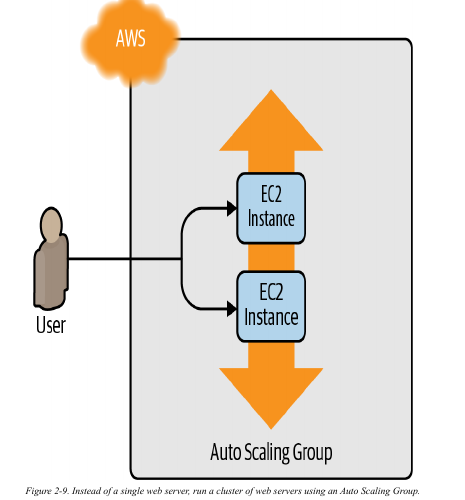 AWS
EC2
Instance
EC2
Instance
User
Auto Scaling Group
Figure 2-9. Instead of a single web server, run a cluster of web servers using an Auto Scaling Group.